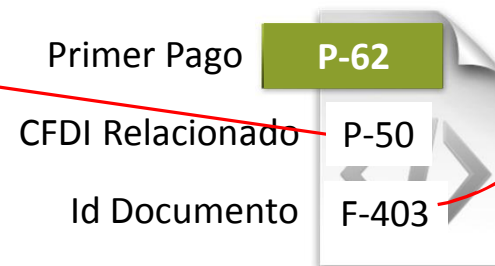 Primer Pago P-62
CFDI Relacionado P-50
Id Documento F-403